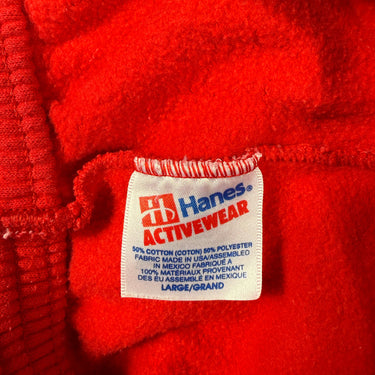 H Hanes®
ACTIVEWEAR
50% COTTON (COTON) 50% POLYESTER
FABRIC MADE IN USA/ASSEMBLED
IN MEXICO FABRIQUÉ A
100% MATÉRIAUX PROVENANT
DES ÉU ASSEMBLÉ EN MEXIQUE
LARGE/GRAND